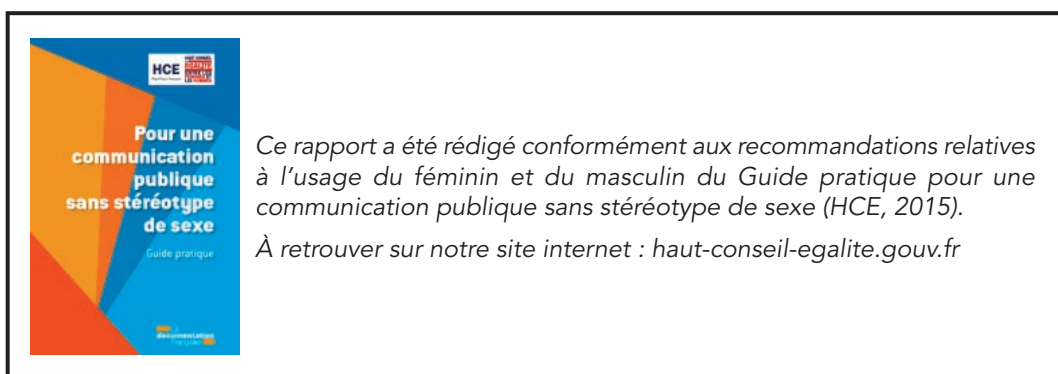 HCE
Pour une
communication
publique
sans stéréotype
de sexe
Guide pratique
Ce rapport a été rédigé conformément aux recommandations relatives
à l’usage du féminin et du masculin du Guide pratique pour une
communication publique sans stéréotype de sexe (HCE, 2015).
À retrouver sur notre site internet : haut-conseil-egalite.gouv.fr